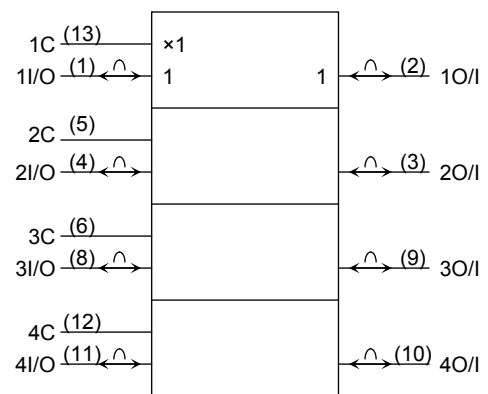 1C (13) ×1
1I/O (1) 1 1 (2) 1O/I
2C (5)
2I/O (4) (3) 2O/I
3C (6)
3I/O (8) (9) 3O/I
4C (12)
4I/O (11) (10) 4O/I